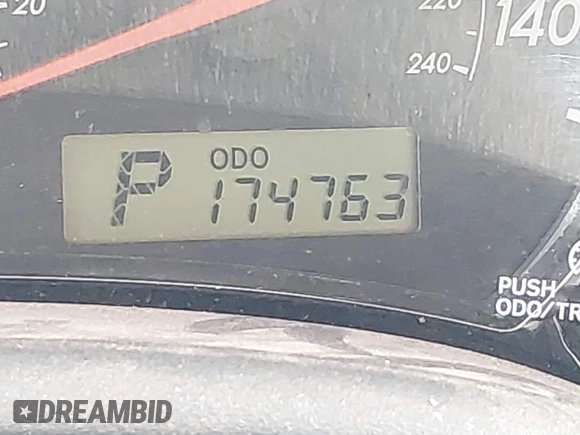 20
220
140
240
ODO
P 174763
PUSH
ODO/TR
DREAMBID